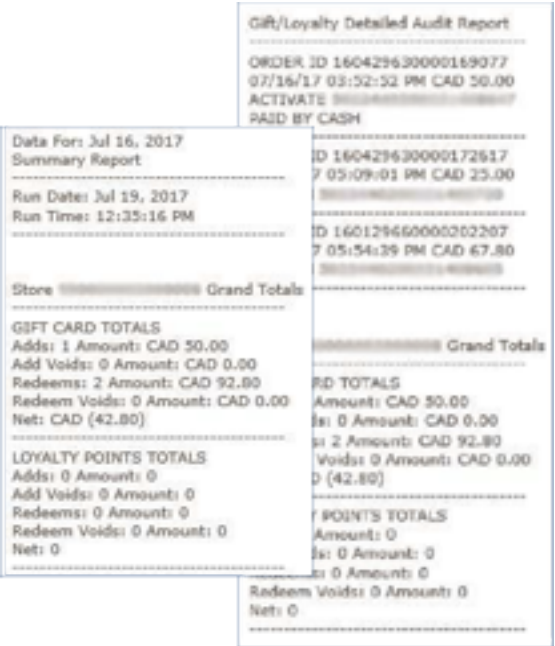 Gift/Loyalty Detailed Audit Report
ORDER ID 1604296300000169077
07/16/17 03:52:52 PM CAD 50.00
ACTIVATE
PAID BY CASH
ID 160429630000172617
7 05:09:01 PM CAD 25.00
ID 160129660000202207
7 05:54:39 PM CAD 67.80
Grand Totals
RD TOTALS
Amount: CAD 50.00
ds: 0 Amount: CAD 0.00
s: 2 Amount: CAD 92.80
Voids: 0 Amount: CAD 0.00
D (42.80)
Y POINTS TOTALS
Amount: 0
ds: 0 Amount: 0
s: 0 Amount: 0
Redeem Voids: 0 Amount: 0
Net: 0
Data For: Jul 16, 2017
Summary Report
Run Date: Jul 19, 2017
Run Time: 12:35:16 PM
Store Grand Totals
GIFT CARD TOTALS
Adds: 1 Amount: CAD 50.00
Add Voids: 0 Amount: CAD 0.00
Redeems: 2 Amount: CAD 92.80
Redeem Voids: 0 Amount: CAD 0.00
Net: CAD (42.80)
LOYALTY POINTS TOTALS
Adds: 0 Amount: 0
Add Voids: 0 Amount: 0
Redeems: 0 Amount: 0
Redeem Voids: 0 Amount: 0
Net: 0